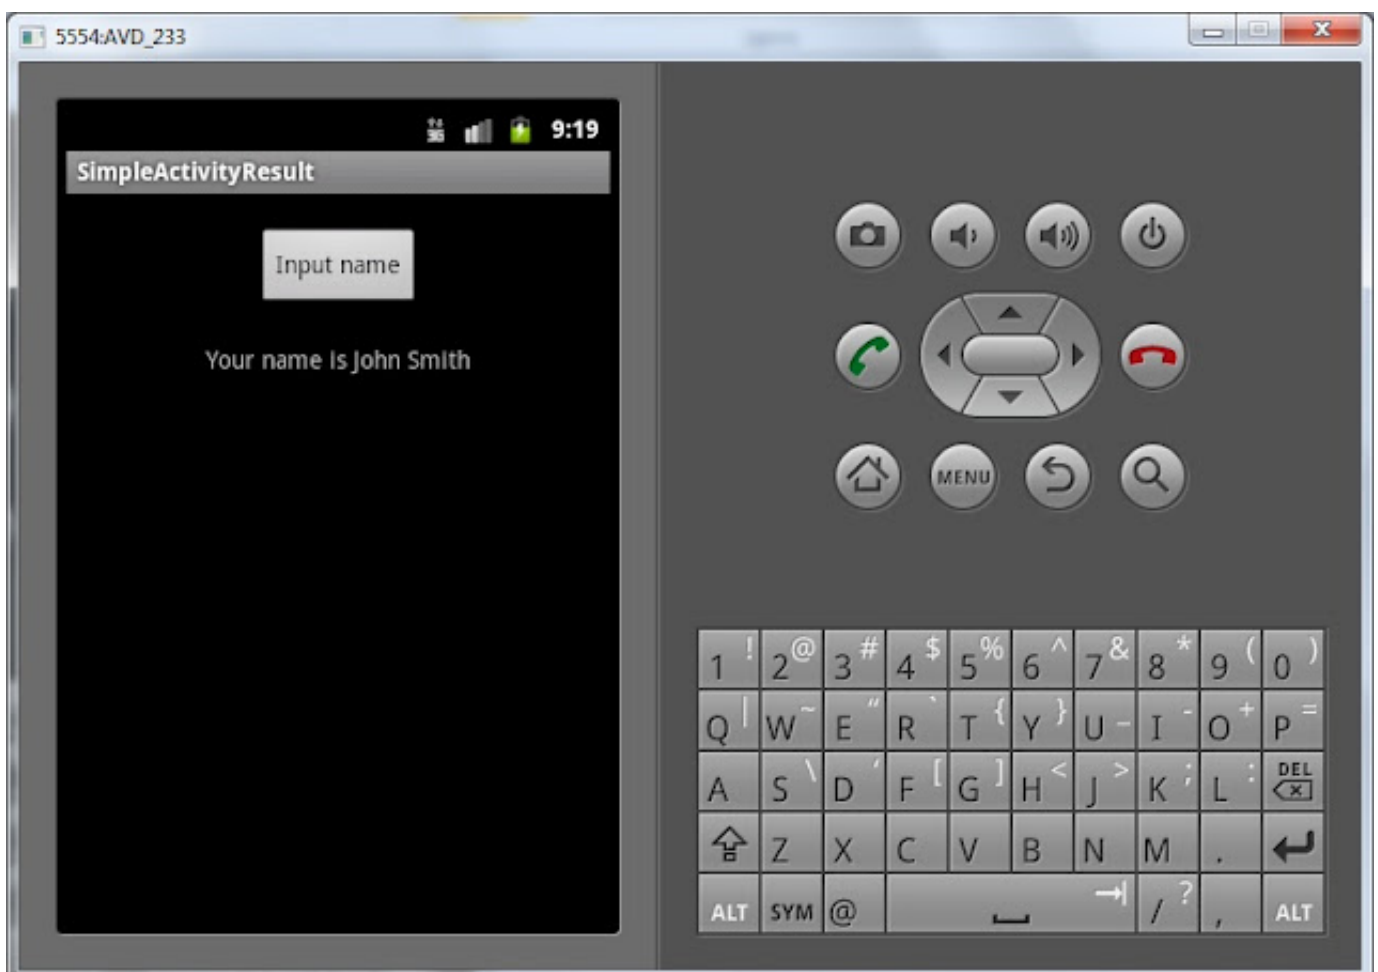 5554:AVD_233
3G 9:19
SimpleActivityResult
Input name
Your name is John Smith
MENU
1 ! 2 @ 3 # 4 $ 5 % 6 ^ 7 & 8 * 9 ( 0 )
Q | W ~ E " R ` T { Y } U _ I - O + P =
A S \ D ' F [ G ] H < J > K ; L : DEL
Z X C V B N M .
ALT SYM @ / ? , ALT